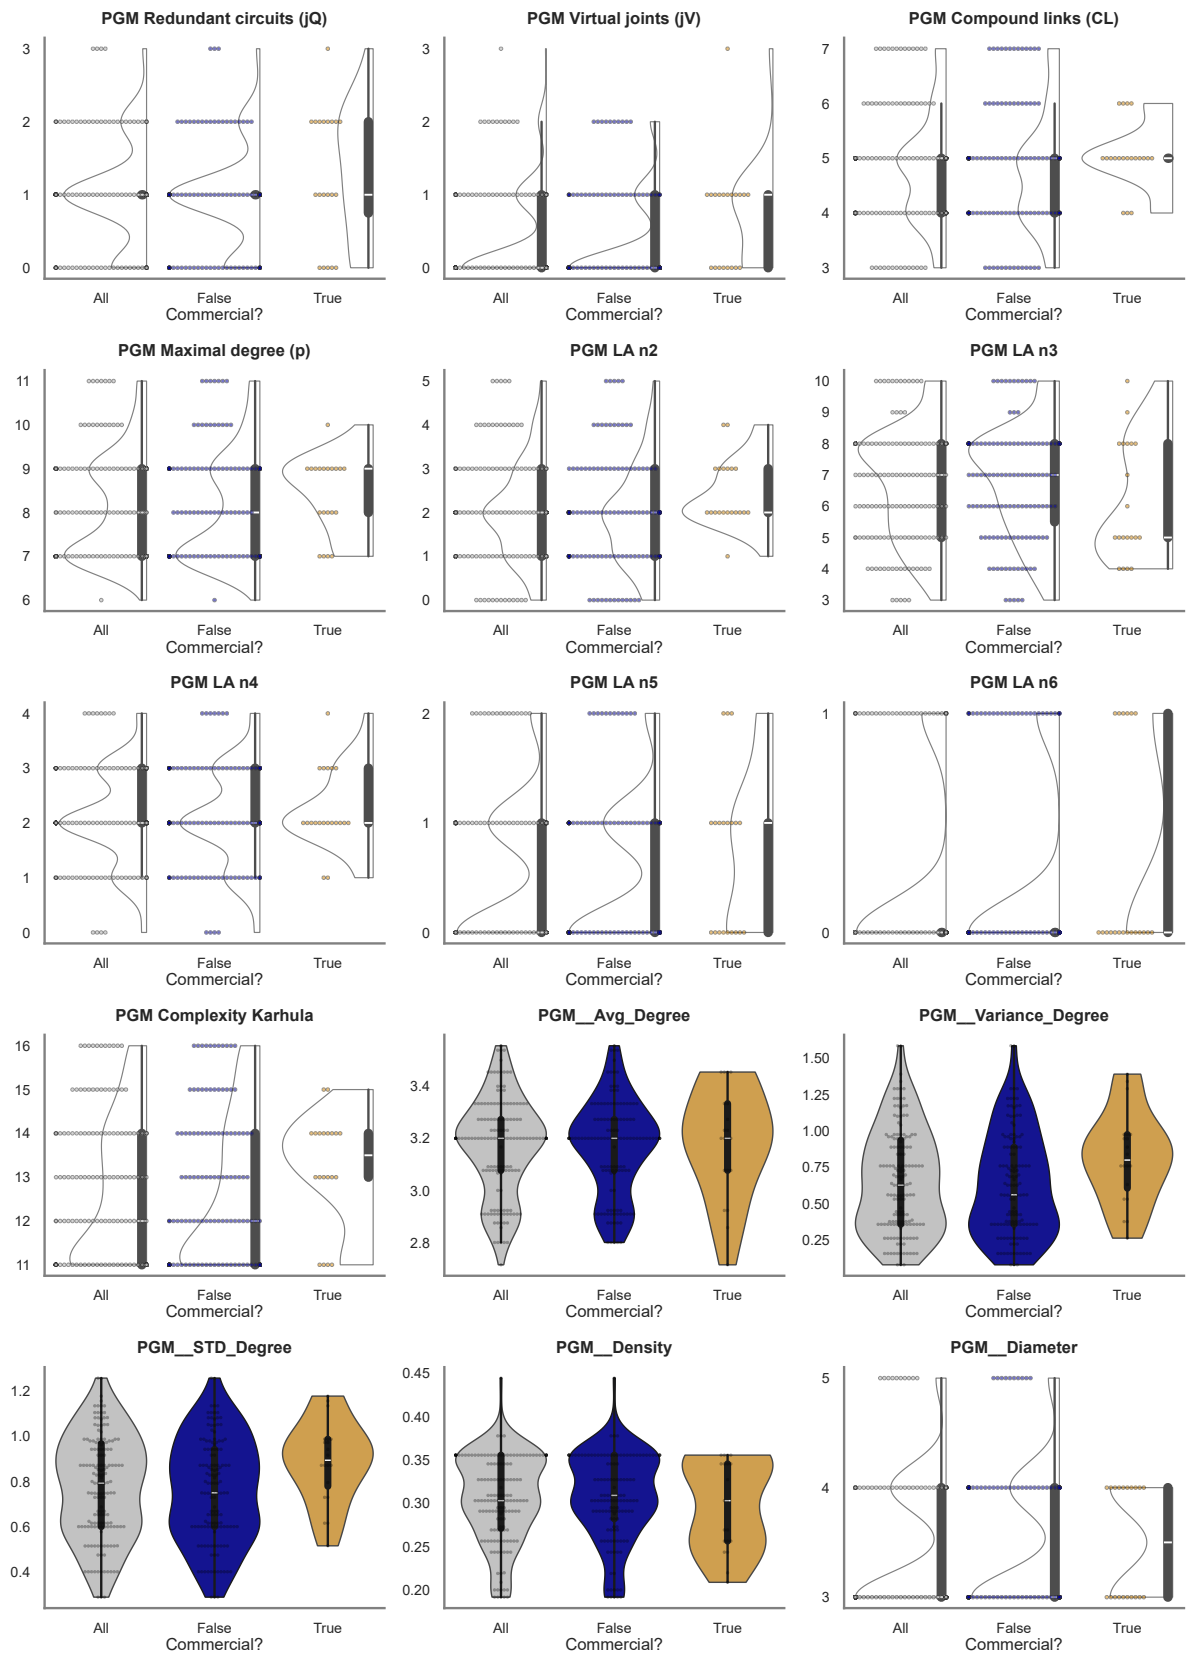 PGM Redundant circuits (jQ) PGM Virtual joints (jV) PGM Compound links (CL)
3 3 7
6
2 2
5
1 1
4
0 0 3
All False True All False True All False True
Commercial? Commercial? Commercial?
PGM Maximal degree (p) PGM LA n2 PGM LA n3
11 5 10
9
10 4
8
9 3
7
8 2 6
5
7 1
4
6 0 3
All False True All False True All False True
Commercial? Commercial? Commercial?
PGM LA n4 PGM LA n5 PGM LA n6
4 2 1
3
2 1
1
0 0 0
All False True All False True All False True
Commercial? Commercial? Commercial?
PGM Complexity Karhula PGM__Avg_Degree PGM__Variance_Degree
16 1.50
15 3.4 1.25
14 3.2 1.00
13 0.75
3.0
12 0.50
2.8 0.25
11
All False True All False True All False True
Commercial? Commercial? Commercial?
PGM__STD_Degree PGM__Density PGM__Diameter
0.45 5
1.2
0.40
1.0
0.35 4
0.8
0.30
0.6
0.25
0.4
0.20 3
All False True All False True All False True
Commercial? Commercial? Commercial?